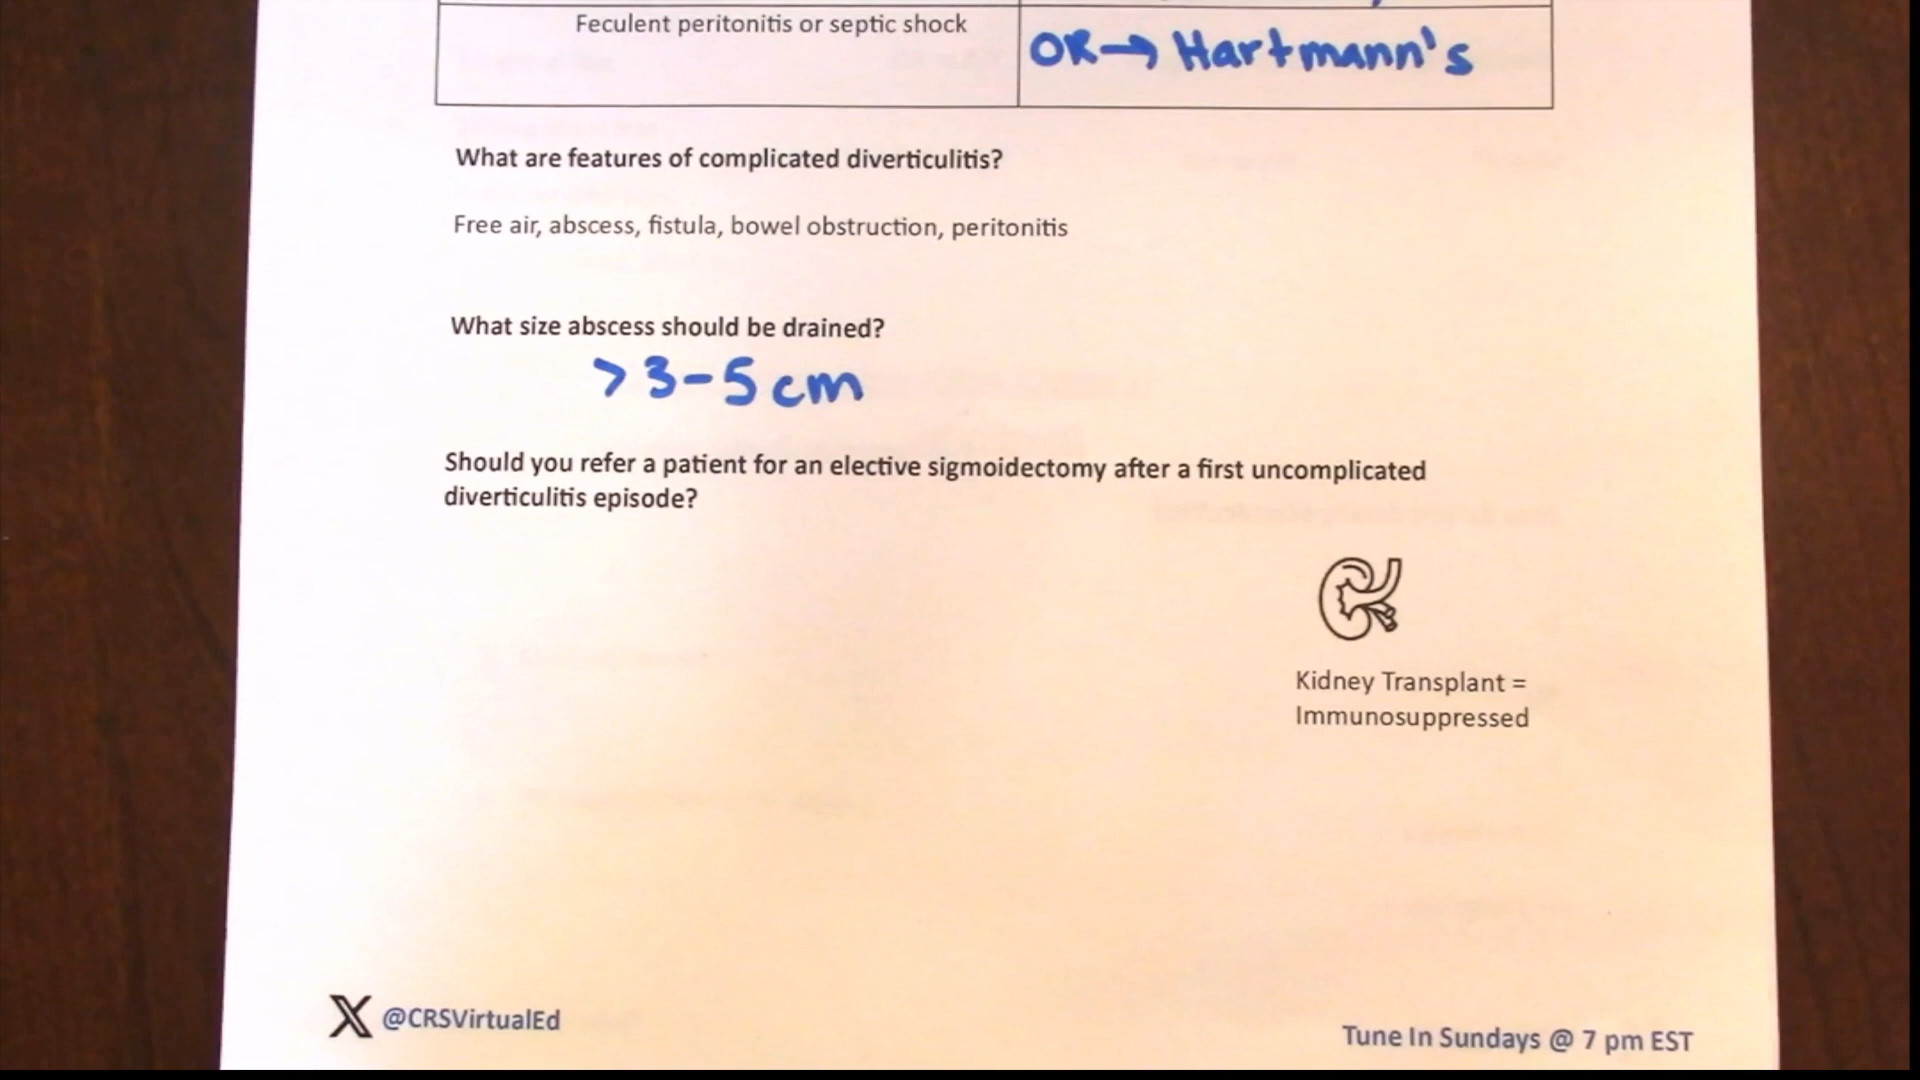 Feculent peritonitis or septic shock
OR→ Hartmann's
What are features of complicated diverticulitis?
Free air, abscess, fistula, bowel obstruction, peritonitis
What size abscess should be drained?
> 3-5 cm
Should you refer a patient for an elective sigmoidectomy after a first uncomplicated
diverticulitis episode?
Kidney Transplant =
Immunosuppressed
X @CRSVirtualEd
Tune In Sundays @ 7 pm EST